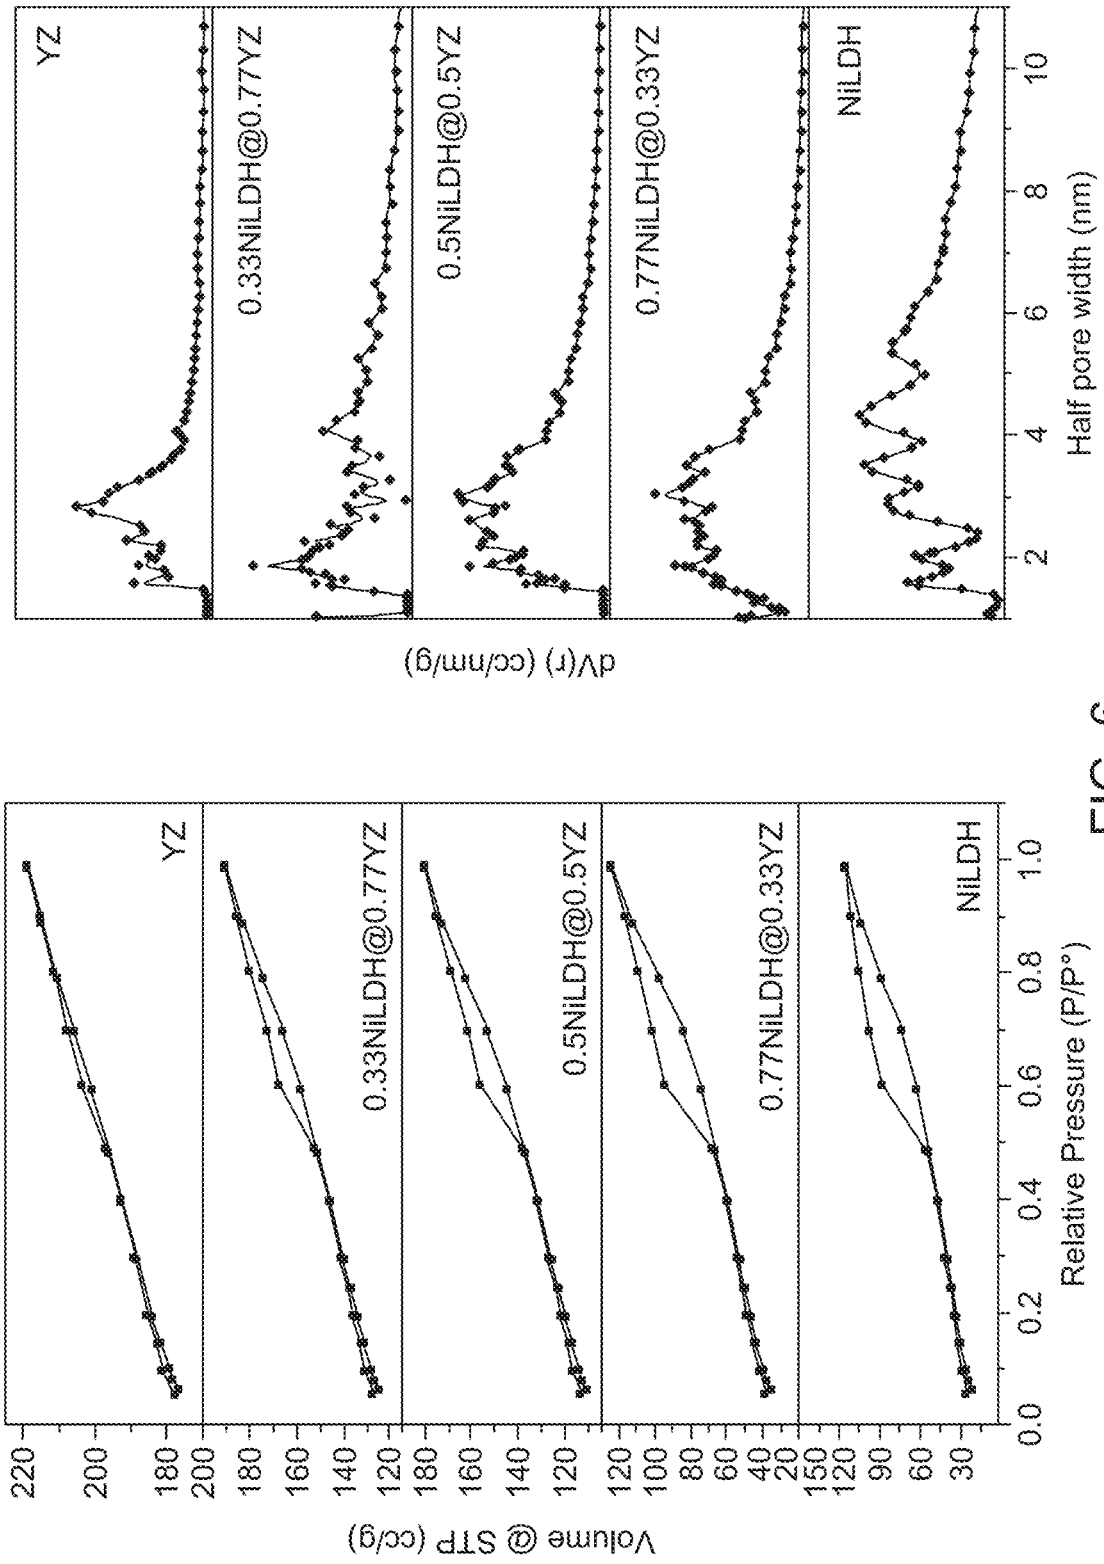 YZ
0.33NiLDH@0.77YZ
0.5NiLDH@0.5YZ
0.77NiLDH@0.33YZ
NiLDH
220
200
180
200
180
160
140
180
160
140
120
100
80
60
40
20
150
120
90
60
30
Volume @ STP (cc/g)
0.0 0.2 0.4 0.6 0.8 1.0
Relative Pressure (P/P°)
YZ
0.33NiLDH@0.77YZ
0.5NiLDH@0.5YZ
0.77NiLDH@0.33YZ
NiLDH
dV(r) (cc/nm/g)
2 4 6 8 10
Half pore width (nm)
FIG